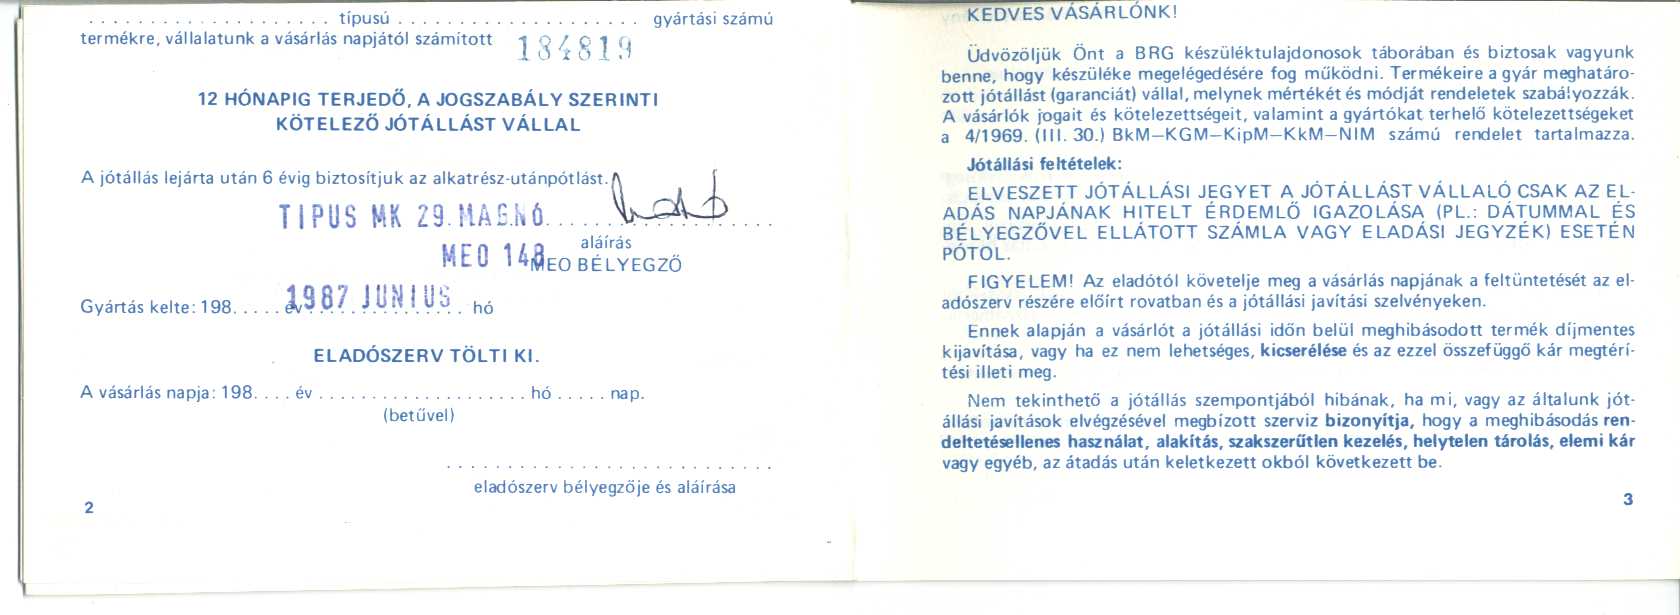 . . . . . . . . . . . . . . . . . . . . típusú . . . . . . . . . . . . . . . . . . . . gyártási számú
termékre, vállalatunk a vásárlás napjától számított 184819
12 HÓNAPIG TERJEDŐ, A JOGSZABÁLY SZERINTI
KÖTELEZŐ JÓTÁLLÁST VÁLLAL
A jótállás lejárta után 6 évig biztosítjuk az alkatrész-utánpótlást.
TIPUS MK 29. MAGNÓ . . . . . . . . . . . . . . . . . . .
aláírás
MEO 148
MEO BÉLYEGZŐ
Gyártás kelte: 198. . . . . év . . . . . . . . . . . . . . hó
1987 JUNIUS
ELADÓSZERV TÖLTI KI.
A vásárlás napja: 198. . . . év . . . . . . . . . . . . . . . . . . . hó . . . . . nap.
(betűvel)
. . . . . . . . . . . . . . . . . . . . . . . . . . . .
eladószerv bélyegzője és aláírása
2
KEDVES VÁSÁRLÓNK!
Üdvözöljük Önt a BRG készüléktulajdonosok táborában és biztosak vagyunk
benne, hogy készüléke megelégedésére fog működni. Termékeire a gyár meghatáro-
zott jótállást (garanciát) vállal, melynek mértékét és módját rendeletek szabályozzák.
A vásárlók jogait és kötelezettségeit, valamint a gyártókat terhelő kötelezettségeket
a 4/1969. (III. 30.) BkM–KGM–KipM–KkM–NIM számú rendelet tartalmazza.
Jótállási feltételek:
ELVESZETT JÓTÁLLÁSI JEGYET A JÓTÁLLÁST VÁLLALÓ CSAK AZ EL-
ADÁS NAPJÁNAK HITELT ÉRDEMLŐ IGAZOLÁSA (PL.: DÁTUMMAL ÉS
BÉLYEGZŐVEL ELLÁTOTT SZÁMLA VAGY ELADÁSI JEGYZÉK) ESETÉN
PÓTOL.
FIGYELEM! Az eladótól követelje meg a vásárlás napjának a feltüntetését az el-
adószerv részére előírt rovatban és a jótállási javítási szelvényeken.
Ennek alapján a vásárlót a jótállási időn belül meghibásodott termék díjmentes
kijavítása, vagy ha ez nem lehetséges, kicserélése és az ezzel összefüggő kár megtérí-
tési illeti meg.
Nem tekinthető a jótállás szempontjából hibának, ha mi, vagy az általunk jót-
állási javítások elvégzésével megbízott szerviz bizonyítja, hogy a meghibásodás ren-
deltetésellenes használat, alakítás, szakszerűtlen kezelés, helytelen tárolás, elemi kár
vagy egyéb, az átadás után keletkezett okból következett be.
3